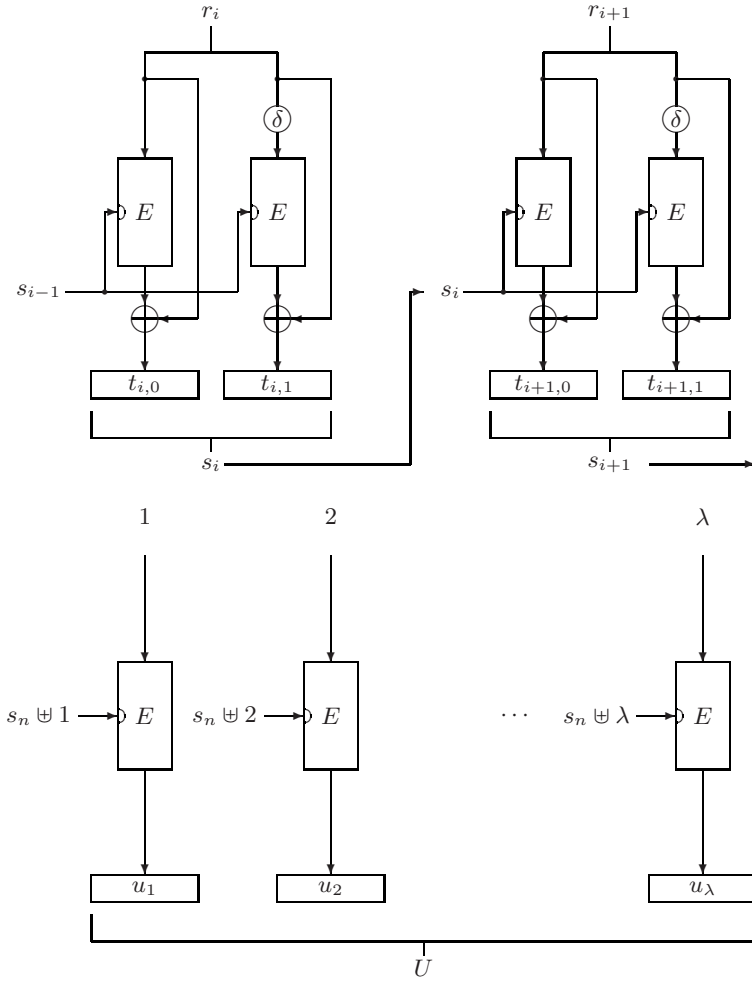 r_i r_{i+1}
δ δ
E E E E
s_{i−1} s_i
t_{i,0} t_{i,1} t_{i+1,0} t_{i+1,1}
s_i s_{i+1}
1 2 λ
s_n ⊎ 1 E s_n ⊎ 2 E ⋯ s_n ⊎ λ E
u_1 u_2 u_λ
U